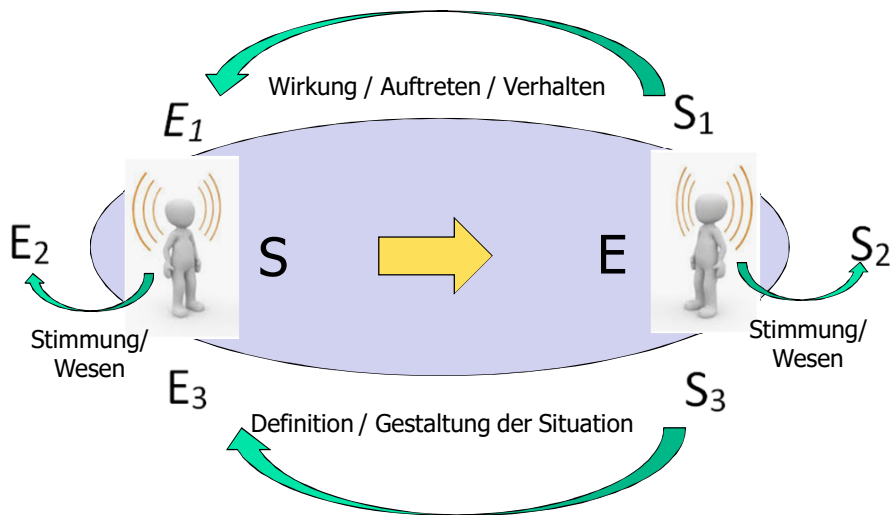 Wirkung / Auftreten / Verhalten
E₁
S₁
E₂
S
E
S₂
Stimmung/
Wesen
Stimmung/
Wesen
E₃
S₃
Definition / Gestaltung der Situation